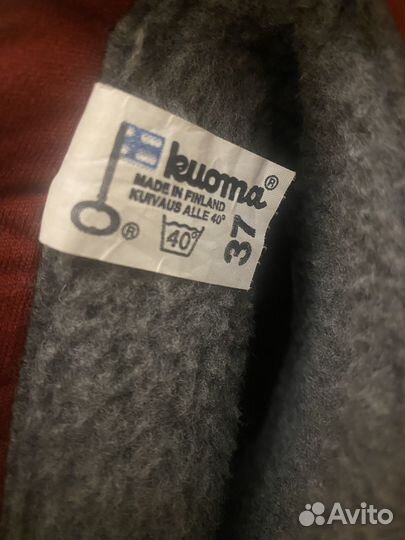 kuoma®
MADE IN FINLAND
KUIVAUS ALLE 40°
®
40°
37
Avito